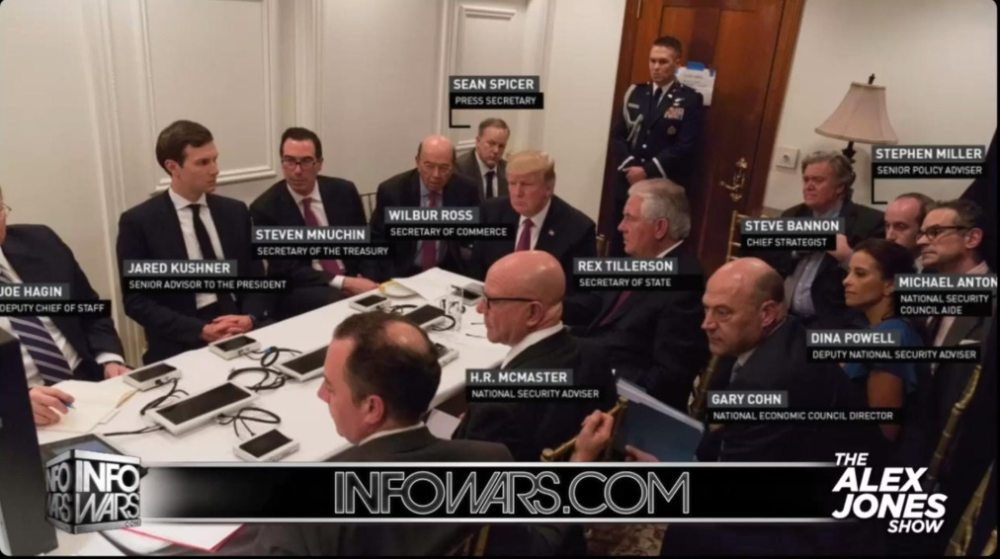 SEAN SPICER
PRESS SECRETARY
STEPHEN MILLER
SENIOR POLICY ADVISER
WILBUR ROSS
SECRETARY OF COMMERCE
STEVE BANNON
CHIEF STRATEGIST
STEVEN MNUCHIN
SECRETARY OF THE TREASURY
JARED KUSHNER
SENIOR ADVISOR TO THE PRESIDENT
REX TILLERSON
SECRETARY OF STATE
MICHAEL ANTON
NATIONAL SECURITY
COUNCIL AIDE
JOE HAGIN
DEPUTY CHIEF OF STAFF
DINA POWELL
DEPUTY NATIONAL SECURITY ADVISER
H.R. MCMASTER
NATIONAL SECURITY ADVISER
GARY COHN
NATIONAL ECONOMIC COUNCIL DIRECTOR
INFO
WARS
.COM
INFOWARS.COM
THE
ALEX
JONES
SHOW